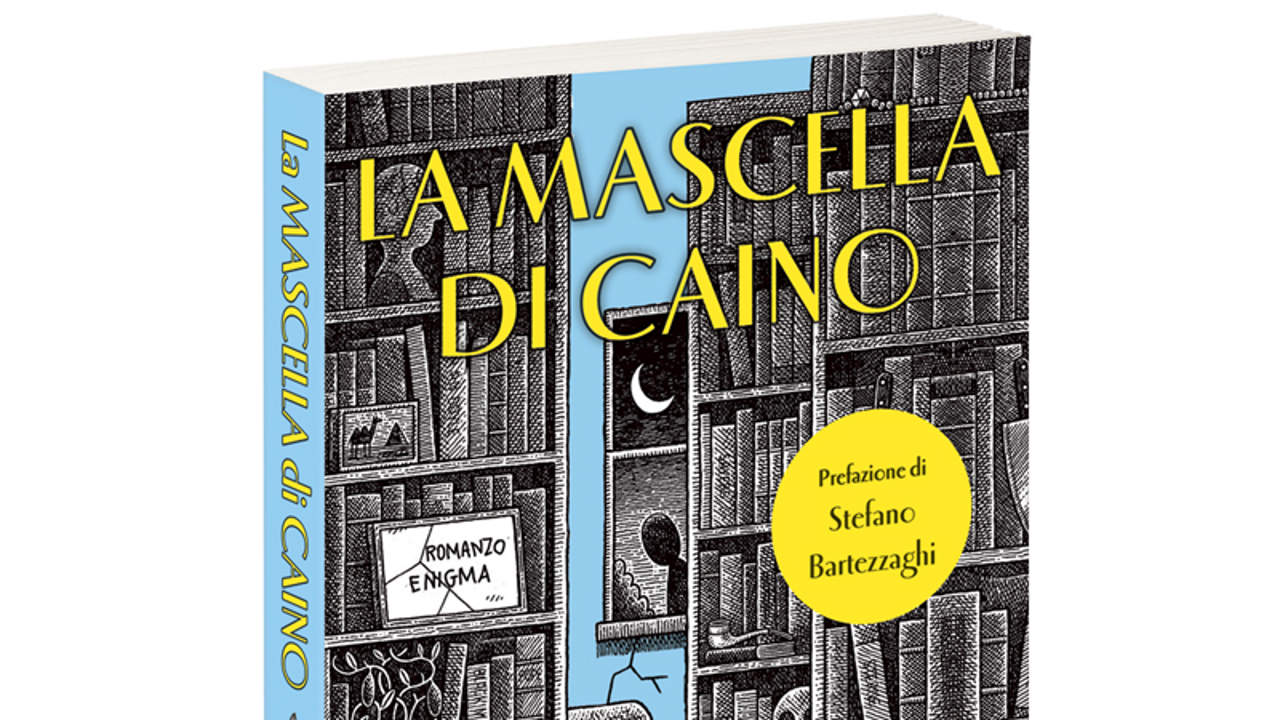 La MASCELLA di CAINO
LA MASCELLA
DI CAINO
Prefazione di
Stefano
Bartezzaghi
ROMANZO
ENIGMA